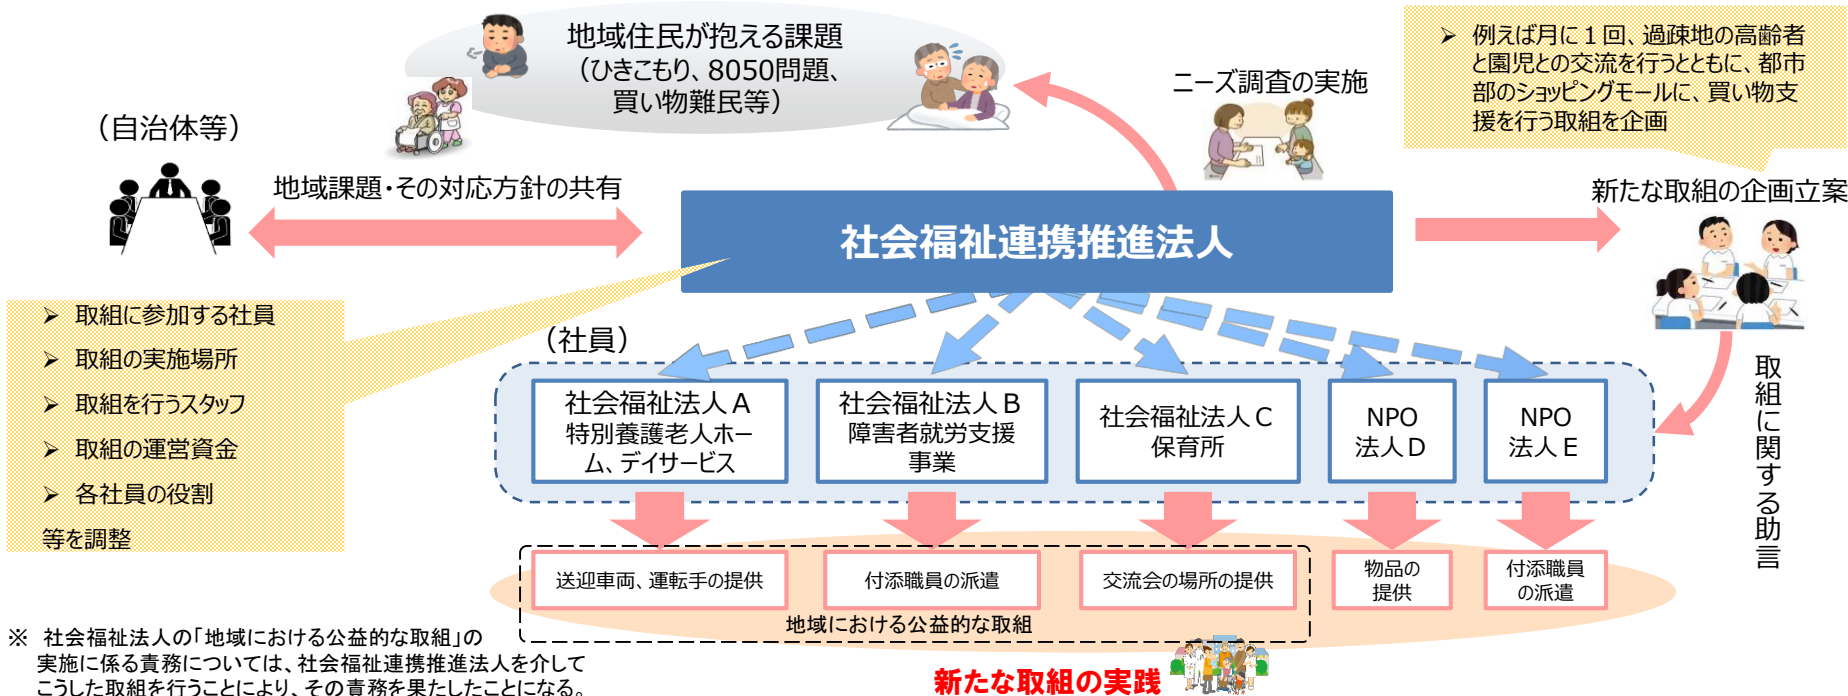 地域住民が抱える課題
（ひきこもり、8050問題、
買い物難民等）
ニーズ調査の実施
➢ 例えば月に１回、過疎地の高齢者
と園児との交流を行うとともに、都市
部のショッピングモールに、買い物支
援を行う取組を企画
（自治体等）
地域課題・その対応方針の共有
社会福祉連携推進法人
新たな取組の企画立案
➢ 取組に参加する社員
➢ 取組の実施場所
➢ 取組を行うスタッフ
➢ 取組の運営資金
➢ 各社員の役割
等を調整
（社員）
社会福祉法人Ａ
特別養護老人ホー
ム、デイサービス
社会福祉法人Ｂ
障害者就労支援
事業
社会福祉法人Ｃ
保育所
NPO
法人Ｄ
NPO
法人Ｅ
取組に関する助言
送迎車両、運転手の提供
付添職員の派遣
交流会の場所の提供
物品の
提供
付添職員
の派遣
地域における公益的な取組
※ 社会福祉法人の「地域における公益的な取組」の
実施に係る責務については、社会福祉連携推進法人を介して
こうした取組を行うことにより、その責務を果たしたことになる。
新たな取組の実践